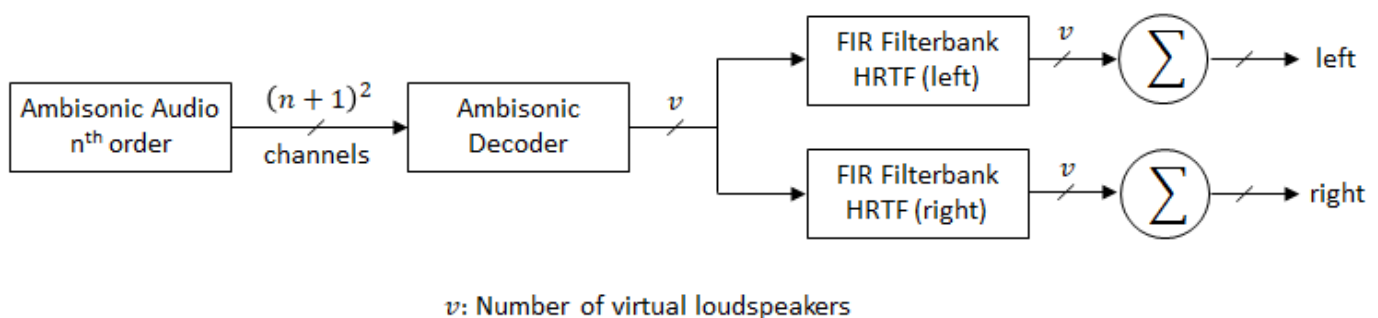 Ambisonic Audio
nᵗʰ order
(n + 1)²
channels
Ambisonic
Decoder
v
FIR Filterbank
HRTF (left)
v
∑
left
FIR Filterbank
HRTF (right)
v
∑
right
v: Number of virtual loudspeakers